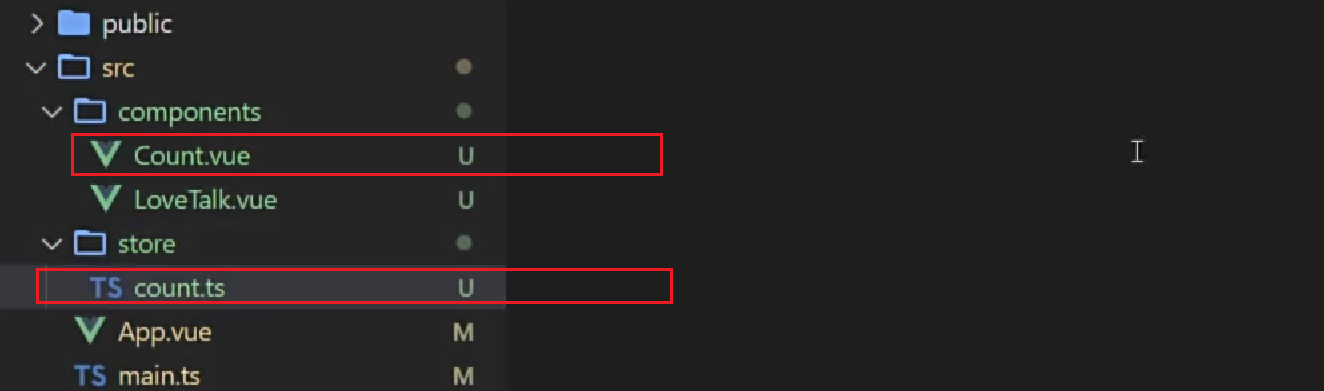 public
src
components
Count.vue U
LoveTalk.vue U
store
TS count.ts U
App.vue M
TS main.ts M